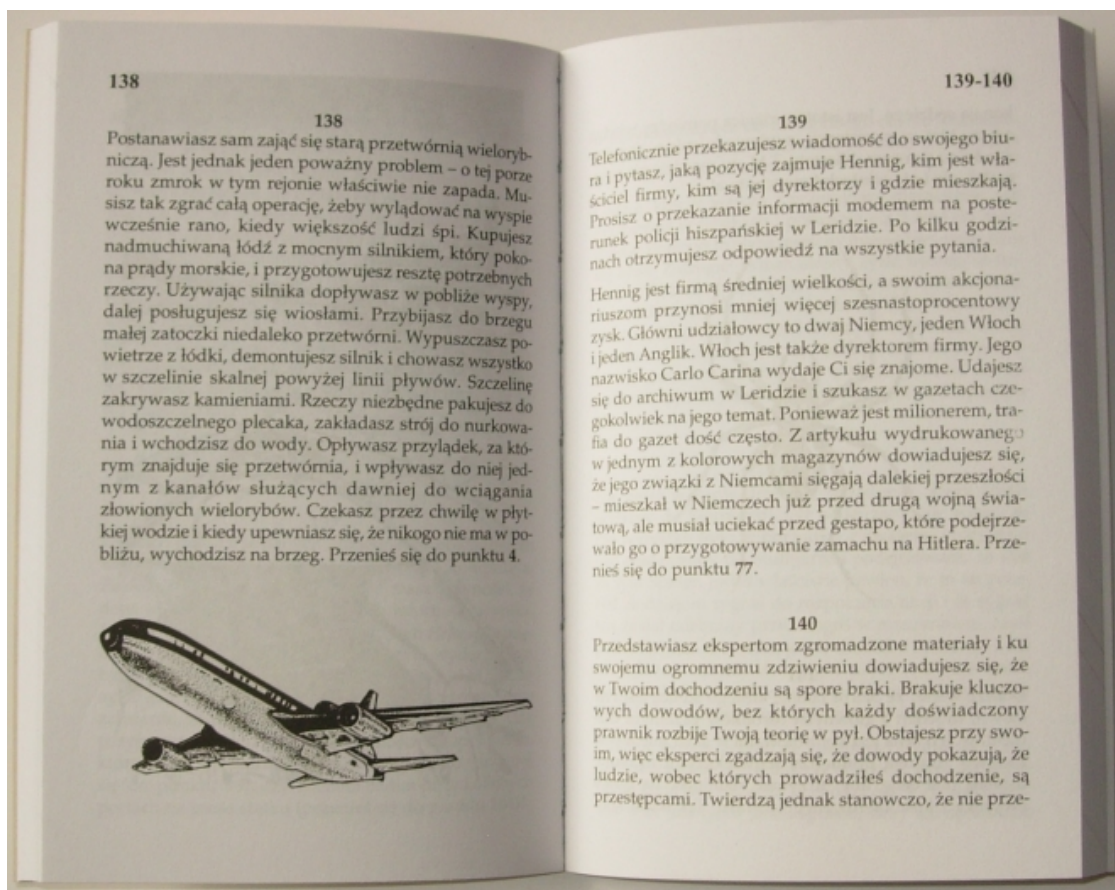 138
138
Postanawiasz sam zająć się starą przetwórnią wieloryb-
niczą. Jest jednak jeden poważny problem – o tej porze
roku zmrok w tym rejonie właściwie nie zapada. Mu-
sisz tak zgrać całą operację, żeby wylądować na wyspie
wcześnie rano, kiedy większość ludzi śpi. Kupujesz
nadmuchiwaną łódź z mocnym silnikiem, który poko-
na prądy morskie, i przygotowujesz resztę potrzebnych
rzeczy. Używając silnika dopływasz w pobliże wyspy,
dalej posługujesz się wiosłami. Przybijasz do brzegu
małej zatoczki niedaleko przetwórni. Wypuszczasz po-
wietrze z łódki, demontujesz silnik i chowasz wszystko
w szczelinie skalnej powyżej linii pływów. Szczelinę
zakrywasz kamieniami. Rzeczy niezbędne pakujesz do
wodoszczelnego plecaka, zakładasz strój do nurkowa-
nia i wchodzisz do wody. Opływasz przylądek, za któ-
rym znajduje się przetwórnia, i wpływasz do niej jed-
nym z kanałów służących dawniej do wciągania
złowionych wielorybów. Czekasz przez chwilę w płyt-
kiej wodzie i kiedy upewniasz się, że nikogo nie ma w po-
bliżu, wychodzisz na brzeg. Przenieś się do punktu 4.
139-140
139
Telefonicznie przekazujesz wiadomość do swojego biu-
ra i pytasz, jaką pozycję zajmuje Hennig, kim jest wła-
ściciel firmy, kim są jej dyrektorzy i gdzie mieszkają.
Prosisz o przekazanie informacji modemem na poste-
runek policji hiszpańskiej w Leridzie. Po kilku godzi-
nach otrzymujesz odpowiedź na wszystkie pytania.
Hennig jest firmą średniej wielkości, a swoim akcjona-
riuszom przynosi mniej więcej szesnastoprocentowy
zysk. Główni udziałowcy to dwaj Niemcy, jeden Włoch
i jeden Anglik. Włoch jest także dyrektorem firmy. Jego
nazwisko Carlo Carina wydaje Ci się znajome. Udajesz
się do archiwum w Leridzie i szukasz w gazetach cze-
gokolwiek na jego temat. Ponieważ jest milionerem, tra-
fia do gazet dość często. Z artykułu wydrukowanego
w jednym z kolorowych magazynów dowiadujesz się,
że jego związki z Niemcami sięgają dalekiej przeszłości
– mieszkał w Niemczech już przed drugą wojną świa-
tową, ale musiał uciekać przed gestapo, które podejrze-
wało go o przygotowywanie zamachu na Hitlera. Prze-
nieś się do punktu 77.
140
Przedstawiasz ekspertom zgromadzone materiały i ku
swojemu ogromnemu zdziwieniu dowiadujesz się, że
w Twoim dochodzeniu są spore braki. Brakuje kluczo-
wych dowodów, bez których każdy doświadczony
prawnik rozbije Twoją teorię w pył. Obstajesz przy swo-
im, więc eksperci zgadzają się, że dowody pokazują, że
ludzie, wobec których prowadziłeś dochodzenie, są
przestępcami. Twierdzą jednak stanowczo, że nie prze-